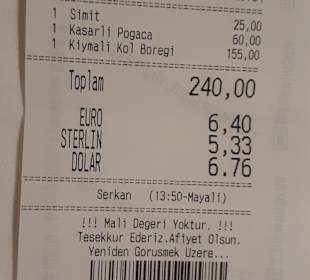 1 Simit 25,00
1 Kasarli Pogaca 60,00
1 Kiymali Kol Boregi 155,00
Toplam 240,00
EURO 6,40
STERLIN 5,33
DOLAR 6.76
Serkan (13:50-Mayali)
!!! Mali Degeri Yoktur. !!!
Tesekkur Ederiz.Afiyet Olsun.
Yeniden Gorusmek Uzere...